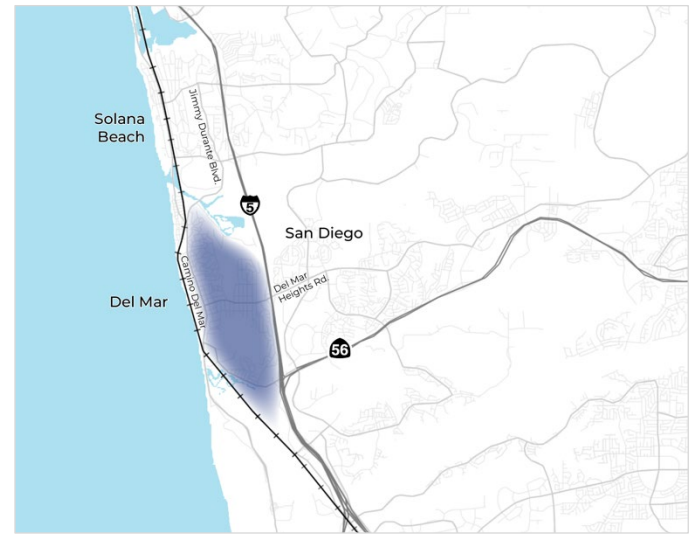 Solana
Beach
Jimmy Durante Blvd.
5
San Diego
Del Mar
Heights Rd.
Camino Del Mar
Del Mar
56